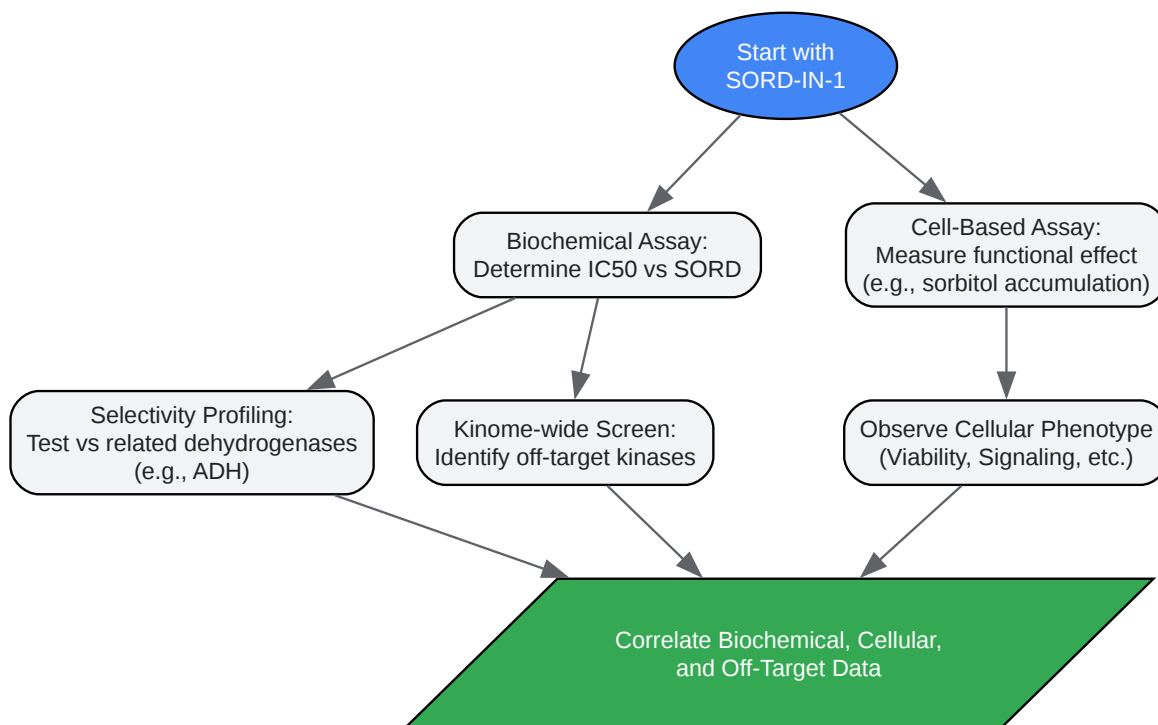 Start with
SORD-IN-1
Biochemical Assay:
Determine IC50 vs SORD
Cell-Based Assay:
Measure functional effect
(e.g., sorbitol accumulation)
Selectivity Profiling:
Test vs related dehydrogenases
(e.g., ADH)
Kinome-wide Screen:
Identify off-target kinases
Observe Cellular Phenotype
(Viability, Signaling, etc.)
Correlate Biochemical, Cellular,
and Off-Target Data